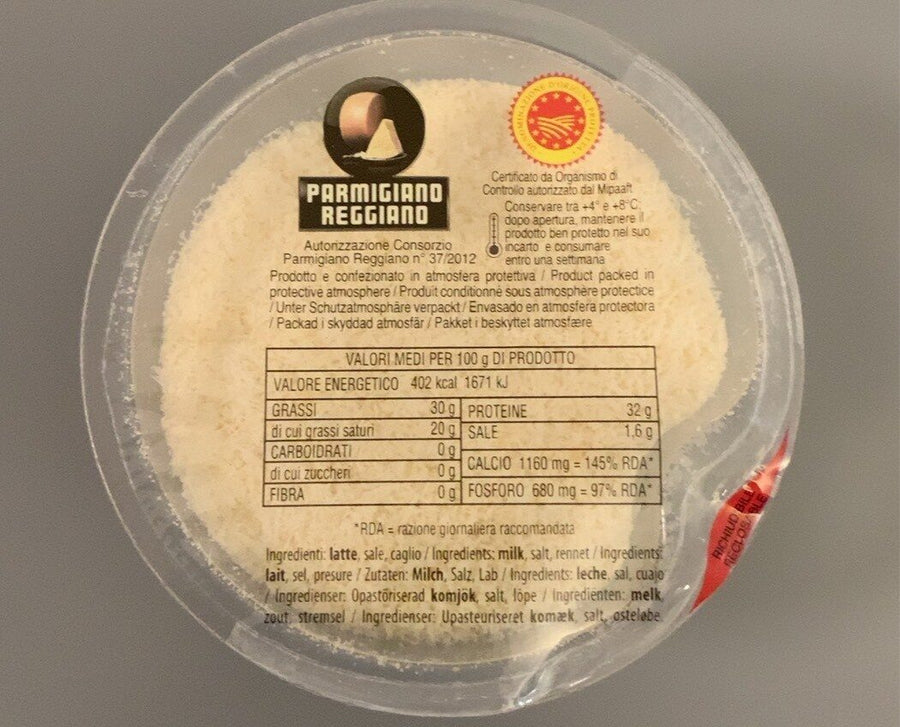 PARMIGIANO
REGGIANO
DENOMINAZIONE D'ORIGINE PROTETTA
Autorizzazione Consorzio
Parmigiano Reggiano n° 37/2012
Certificato da Organismo di
Controllo autorizzato dal Mipaaft
Conservare tra +4° e +8°C;
dopo apertura, mantenere il
prodotto ben protetto nel suo
incarto e consumare
entro una settimana
Prodotto e confezionato in atmosfera protettiva / Product packed in
protective atmosphere / Produit conditionné sous atmosphère protectice
/ Unter Schutzatmosphäre verpackt / Envasado en atmosfera protectora
/ Packad i skyddad atmosfär / Pakket i beskyttet atmosfære
VALORI MEDI PER 100 g DI PRODOTTO
VALORE ENERGETICO 402 kcal 1671 kJ
GRASSI 30 g PROTEINE 32 g
di cui grassi saturi 20 g SALE 1,6 g
CARBOIDRATI 0 g
CALCIO 1160 mg = 145% RDA*
di cui zuccheri 0 g
FIBRA 0 g FOSFORO 680 mg = 97% RDA*
*RDA = razione giornaliera raccomandata
Ingredienti: latte, sale, caglio / Ingredients: milk, salt, rennet / Ingredients:
lait, sel, presure / Zutaten: Milch, Salz, Lab / Ingredients: leche, sal, cuajo
/ Ingredienser: Opastöriserad komjök, salt, löpe / Ingredienten: melk,
zout, stremsel / Ingredienser: Upasteuriseret komæk, salt, osteløbe.
RICHIUDIBILE
RECLOSABLE